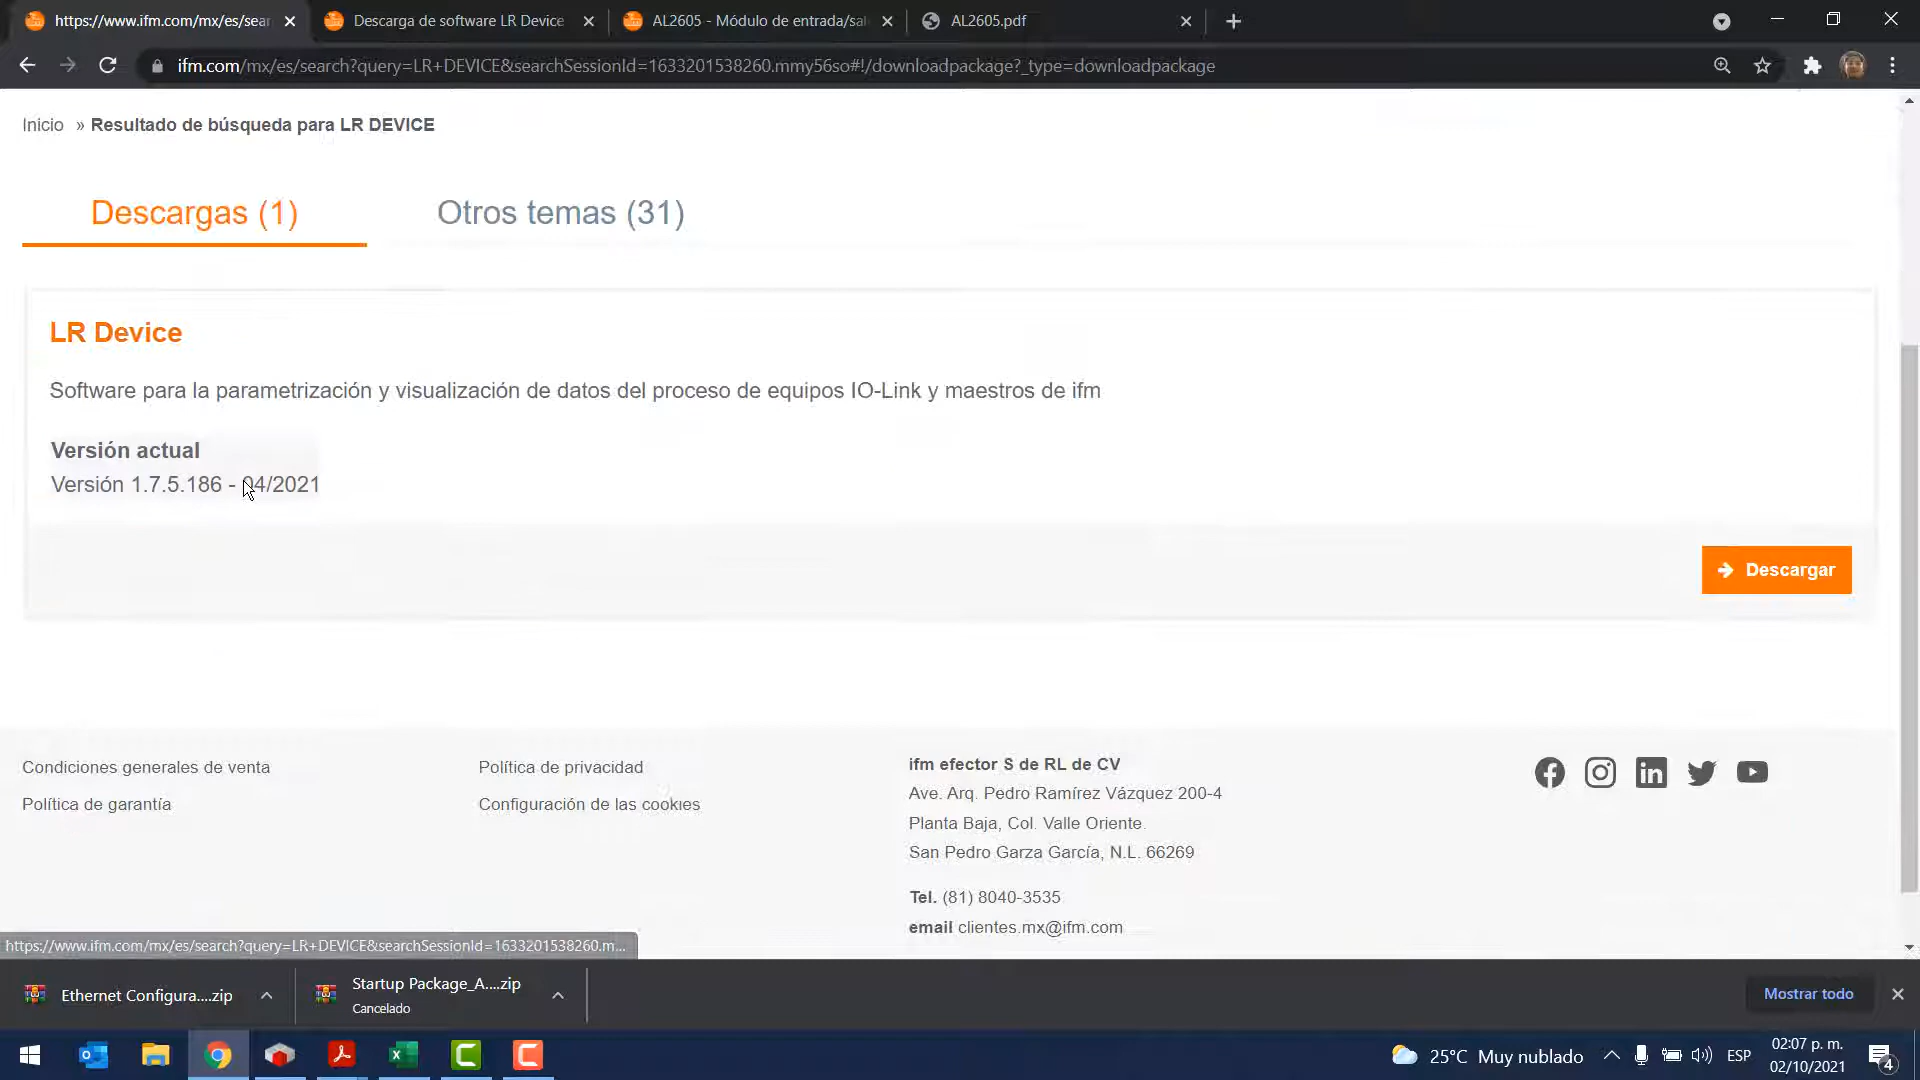 https://www.ifm.com/mx/es/sear
Descarga de software LR Device
AL2605 - Módulo de entrada/sal
AL2605.pdf
ifm.com/mx/es/search?query=LR+DEVICE&searchSessionId=1633201538260.mmy56so#!/downloadpackage?_type=downloadpackage
Inicio » Resultado de búsqueda para LR DEVICE
Descargas (1)
Otros temas (31)
LR Device
Software para la parametrización y visualización de datos del proceso de equipos IO-Link y maestros de ifm
Versión actual
Versión 1.7.5.186 - 04/2021
Descargar
Condiciones generales de venta
Política de garantía
Política de privacidad
Configuración de las cookies
ifm efector S de RL de CV
Ave. Arq. Pedro Ramírez Vázquez 200-4
Planta Baja, Col. Valle Oriente.
San Pedro Garza García, N.L. 66269
Tel. (81) 8040-3535
email clientes.mx@ifm.com
https://www.ifm.com/mx/es/search?query=LR+DEVICE&searchSessionId=1633201538260.m...
Ethernet Configura....zip
Startup Package_A....zip
Cancelado
Mostrar todo
25°C Muy nublado
ESP
02:07 p. m.
02/10/2021
4